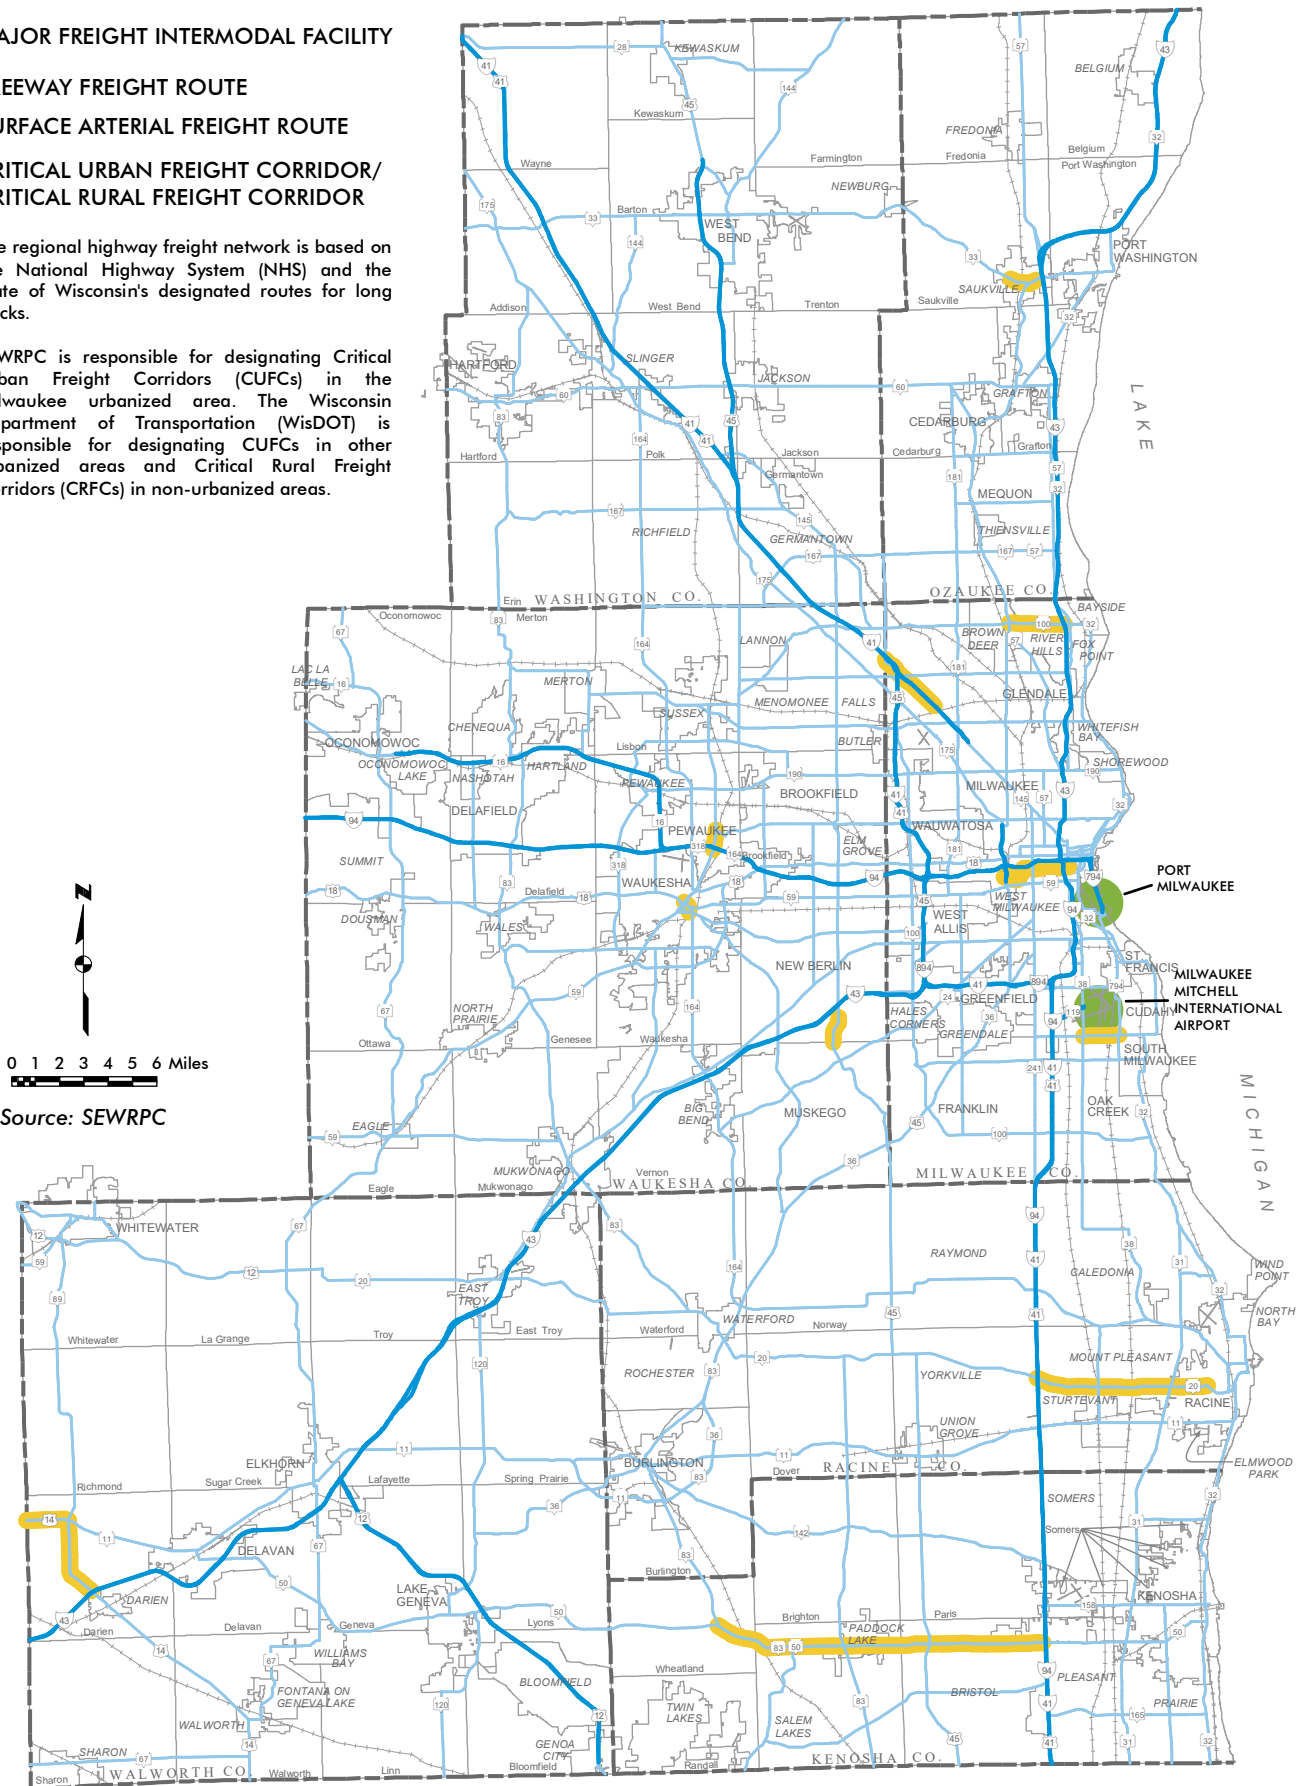 AJOR FREIGHT INTERMODAL FACILITY
EEWAY FREIGHT ROUTE
URFACE ARTERIAL FREIGHT ROUTE
RITICAL URBAN FREIGHT CORRIDOR/
RITICAL RURAL FREIGHT CORRIDOR
e regional highway freight network is based on
e National Highway System (NHS) and the
ate of Wisconsin's designated routes for long
cks.
WRPC is responsible for designating Critical
ban Freight Corridors (CUFCs) in the
lwaukee urbanized area. The Wisconsin
partment of Transportation (WisDOT) is
sponsible for designating CUFCs in other
banized areas and Critical Rural Freight
rridors (CRFCs) in non-urbanized areas.
KEWASKUM
Kewaskum
Wayne
Farmington
Fredonia
FREDONIA
BELGIUM
Belgium
Port Washington
NEWBURG
Barton
WEST
BEND
PORT
WASHINGTON
SAUKVILLE
Saukville
Addison
West Bend
Trenton
HARTFORD
SLINGER
JACKSON
GRAFTON
CEDARBURG
Hartford
Polk
Jackson
Germantown
Cedarburg
Grafton
MEQUON
THIENSVILLE
RICHFIELD
GERMANTOWN
LAKE
Erin
WASHINGTON CO.
OZAUKEE CO.
Oconomowoc
Merton
BAYSIDE
BROWN
DEER
RIVER
HILLS
FOX
POINT
LANNON
LAC LA
BELLE
MERTON
GLENDALE
MENOMONEE FALLS
SUSSEX
CHENEQUA
WHITEFISH
BAY
OCONOMOWOC
Lisbon
BUTLER
OCONOMOWOC
LAKE
NASHOTAH
HARTLAND
PEWAUKEE
SHOREWOOD
BROOKFIELD
MILWAUKEE
DELAFIELD
PEWAUKEE
WAUWATOSA
ELM
GROVE
Brookfield
SUMMIT
WAUKESHA
Delafield
WEST
MILWAUKEE
PORT
MILWAUKEE
DOUSMAN
WALES
WEST
ALLIS
NEW BERLIN
ST.
FRANCIS
MILWAUKEE
MITCHELL
INTERNATIONAL
AIRPORT
NORTH
PRAIRIE
GREENFIELD
HALES
CORNERS
GREENDALE
CUDAHY
Ottawa
Genesee
Waukesha
SOUTH
MILWAUKEE
0 1 2 3 4 5 6 Miles
Source: SEWRPC
BIG
BEND
MUSKEGO
FRANKLIN
OAK
CREEK
MICHIGAN
EAGLE
MUKWONAGO
Vernon
Eagle
Mukwonago
WAUKESHA CO.
MILWAUKEE CO.
WHITEWATER
RAYMOND
CALEDONIA
WIND
POINT
EAST
TROY
NORTH
BAY
Whitewater
La Grange
Troy
East Troy
Waterford
WATERFORD
Norway
ROCHESTER
YORKVILLE
MOUNT PLEASANT
STURTEVANT
RACINE
UNION
GROVE
ELKHORN
BURLINGTON
ELMWOOD
PARK
Richmond
Sugar Creek
Lafayette
Spring Prairie
Dover
RACINE CO.
SOMERS
Somers
DELAVAN
Burlington
DARIEN
LAKE
GENEVA
KENOSHA
Darien
Delavan
Geneva
Lyons
Brighton
Paris
PADDOCK
LAKE
WILLIAMS
BAY
Wheatland
PLEASANT
PRAIRIE
BLOOMFIELD
FONTANA ON
GENEVA LAKE
TWIN
LAKES
SALEM
LAKES
BRISTOL
WALWORTH
SHARON
GENOA
CITY
Sharon
WALWORTH CO.
Walworth
Linn
Bloomfield
Randall
KENOSHA CO.